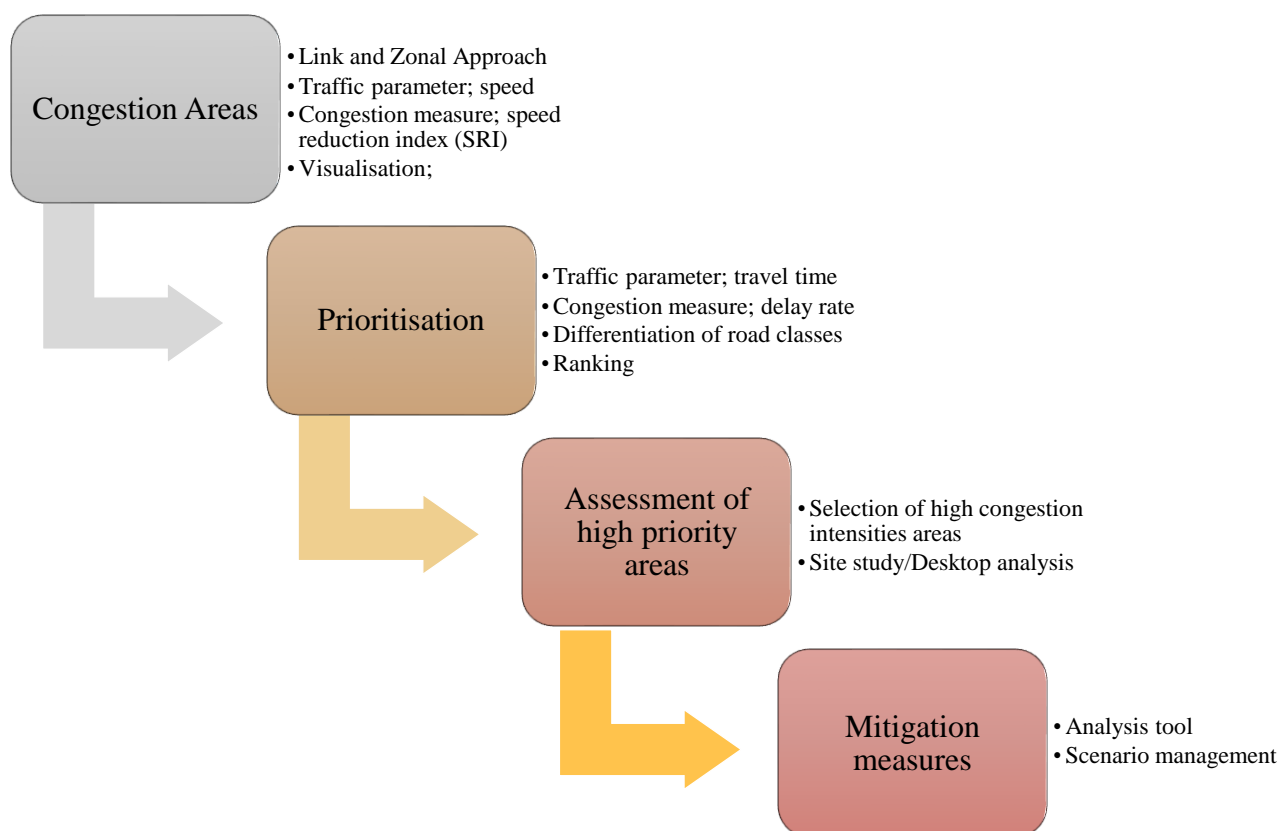 Congestion Areas
• Link and Zonal Approach
• Traffic parameter; speed
• Congestion measure; speed
reduction index (SRI)
• Visualisation;
Prioritisation
• Traffic parameter; travel time
• Congestion measure; delay rate
• Differentiation of road classes
• Ranking
Assessment of
high priority
areas
• Selection of high congestion
intensities areas
• Site study/Desktop analysis
Mitigation
measures
• Analysis tool
• Scenario management